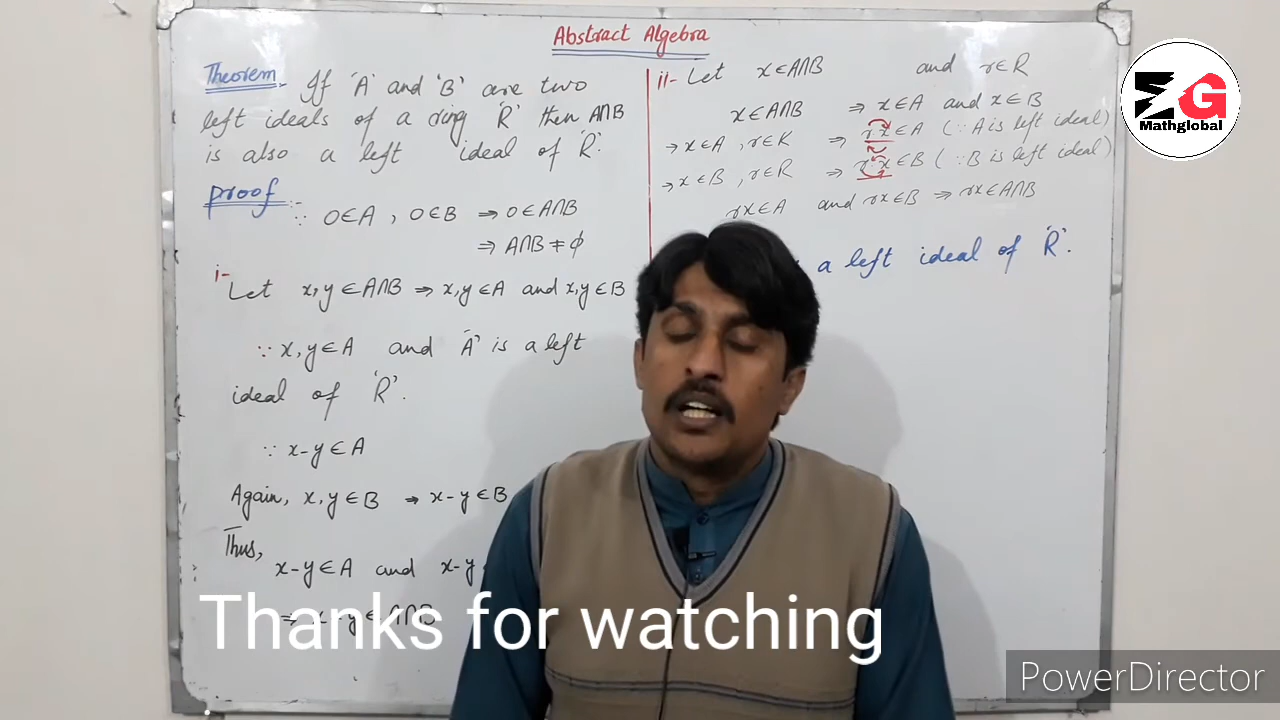 Abstract Algebra
Theorem:- If 'A' and 'B' are two
left ideals of a ring 'R' then A∩B
is also a left ideal of 'R'.
Proof:-
∵ 0∈A , 0∈B ⇒ 0∈A∩B
⇒ A∩B ≠ ϕ
i- Let x,y ∈ A∩B ⇒ x,y ∈ A and x,y ∈ B
∵ x,y ∈ A and 'A' is a left
ideal of 'R'.
∵ x-y ∈ A
Again, x,y ∈ B ⇒ x-y ∈ B
Thus,
x-y ∈ A and x-y
⇒ x-y ∈ A∩B
ii- Let x ∈ A∩B and r ∈ R
x ∈ A∩B ⇒ x ∈ A and x ∈ B
⇒ x ∈ A , r ∈ R ⇒ rx ∈ A (∵ A is left ideal)
⇒ x ∈ B , r ∈ R ⇒ rx ∈ B (∵ B is left ideal)
rx ∈ A and rx ∈ B ⇒ rx ∈ A∩B
a left ideal of 'R'.
Mathglobal
Thanks for watching
PowerDirector